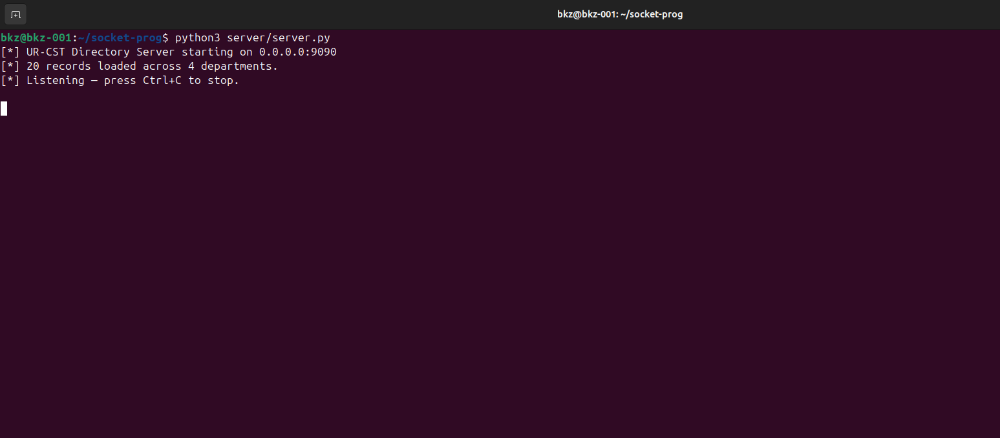 bkz@bkz-001: ~/socket-prog
bkz@bkz-001:~/socket-prog$ python3 server/server.py
[*] UR-CST Directory Server starting on 0.0.0.0:9090
[*] 20 records loaded across 4 departments.
[*] Listening — press Ctrl+C to stop.